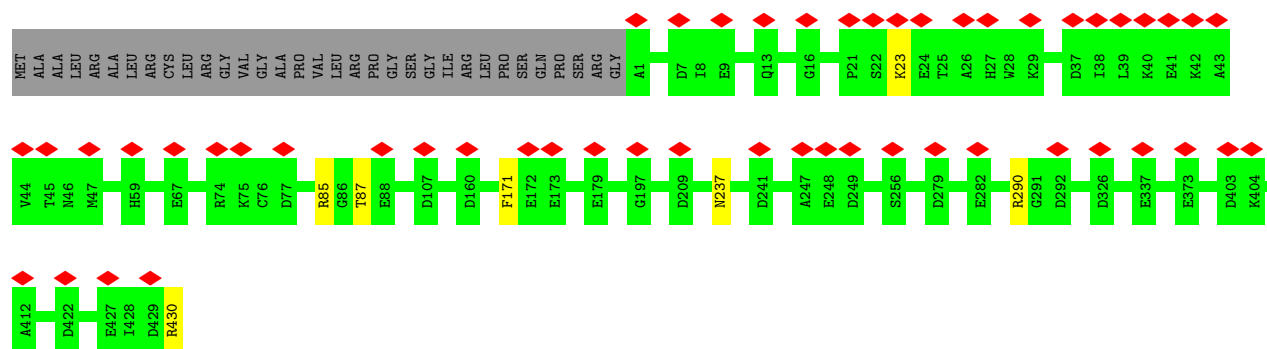 MET ALA ALA LEU ARG ALA LEU ARG CYS LEU ARG GLY VAL GLY ALA PRO VAL LEU ARG PRO GLY SER GLY ILE ARG LEU PRO SER GLN PRO SER ARG GLY A1 D7 I8 E9 Q13 G16 P21 S22 K23 E24 T25 A26 H27 W28 K29 D37 I38 L39 K40 E41 K42 A43
V44 T45 N46 M47 H59 E67 R74 K75 C76 D77 R85 G86 T87 E88 D107 D160 F171 E172 E173 E179 G197 D209 N237 D241 A247 E248 D249 S256 D279 E282 R290 G291 D292 D326 E337 E373 D403 K404
A412 D422 E427 I428 D429 R430